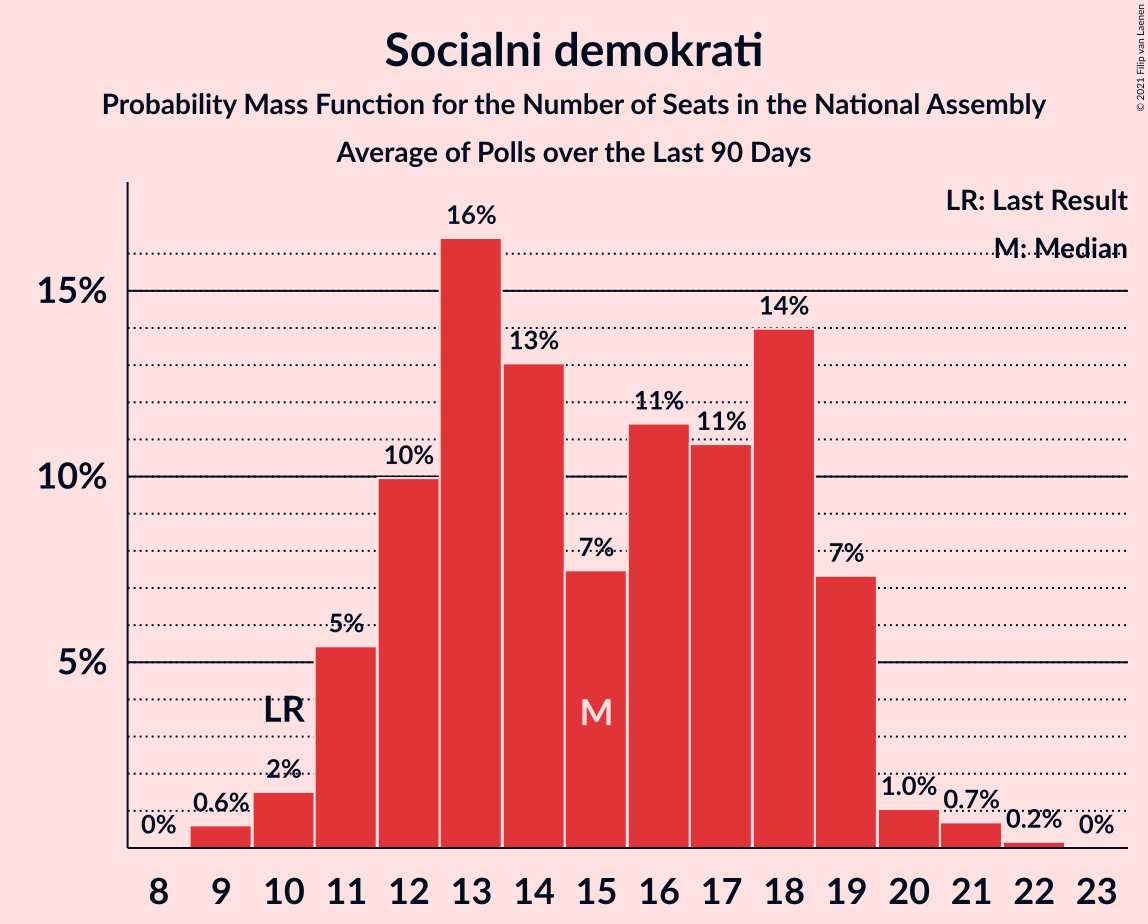 Socialni demokrati
Probability Mass Function for the Number of Seats in the National Assembly
Average of Polls over the Last 90 Days
© 2021 Filip van Laenen
LR: Last Result
M: Median
15%
10%
5%
0%
0.6%
2%
5%
10%
16%
13%
7%
11%
11%
14%
7%
1.0%
0.7%
0.2%
0%
LR
M
8 9 10 11 12 13 14 15 16 17 18 19 20 21 22 23